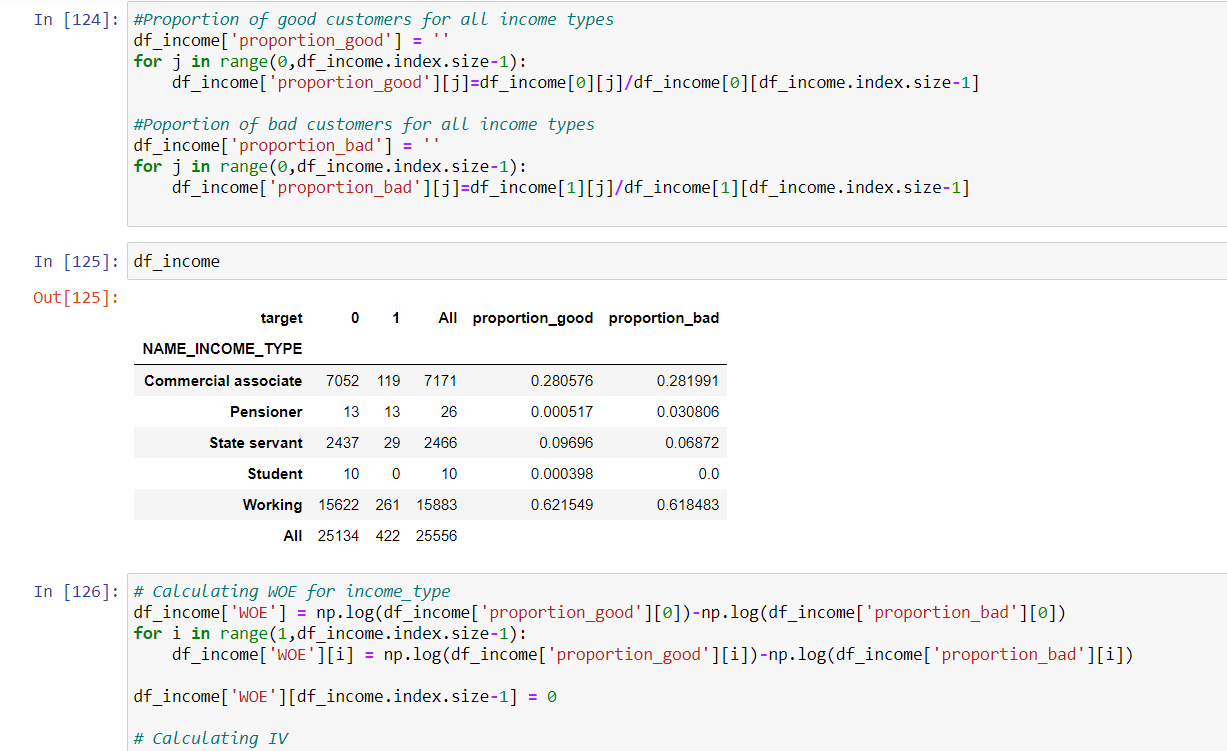 In [124]: #Proportion of good customers for all income types
df_income['proportion_good'] = ''
for j in range(0,df_income.index.size-1):
    df_income['proportion_good'][j]=df_income[0][j]/df_income[0][df_income.index.size-1]
#Poportion of bad customers for all income types
df_income['proportion_bad'] = ''
for j in range(0,df_income.index.size-1):
    df_income['proportion_bad'][j]=df_income[1][j]/df_income[1][df_income.index.size-1]
In [125]: df_income
Out[125]:
target 0 1 All proportion_good proportion_bad
NAME_INCOME_TYPE
Commercial associate 7052 119 7171 0.280576 0.281991
Pensioner 13 13 26 0.000517 0.030806
State servant 2437 29 2466 0.09696 0.06872
Student 10 0 10 0.000398 0.0
Working 15622 261 15883 0.621549 0.618483
All 25134 422 25556
In [126]: # Calculating WOE for income_type
df_income['WOE'] = np.log(df_income['proportion_good'][0])-np.log(df_income['proportion_bad'][0])
for i in range(1,df_income.index.size-1):
    df_income['WOE'][i] = np.log(df_income['proportion_good'][i])-np.log(df_income['proportion_bad'][i])
df_income['WOE'][df_income.index.size-1] = 0
# Calculating IV